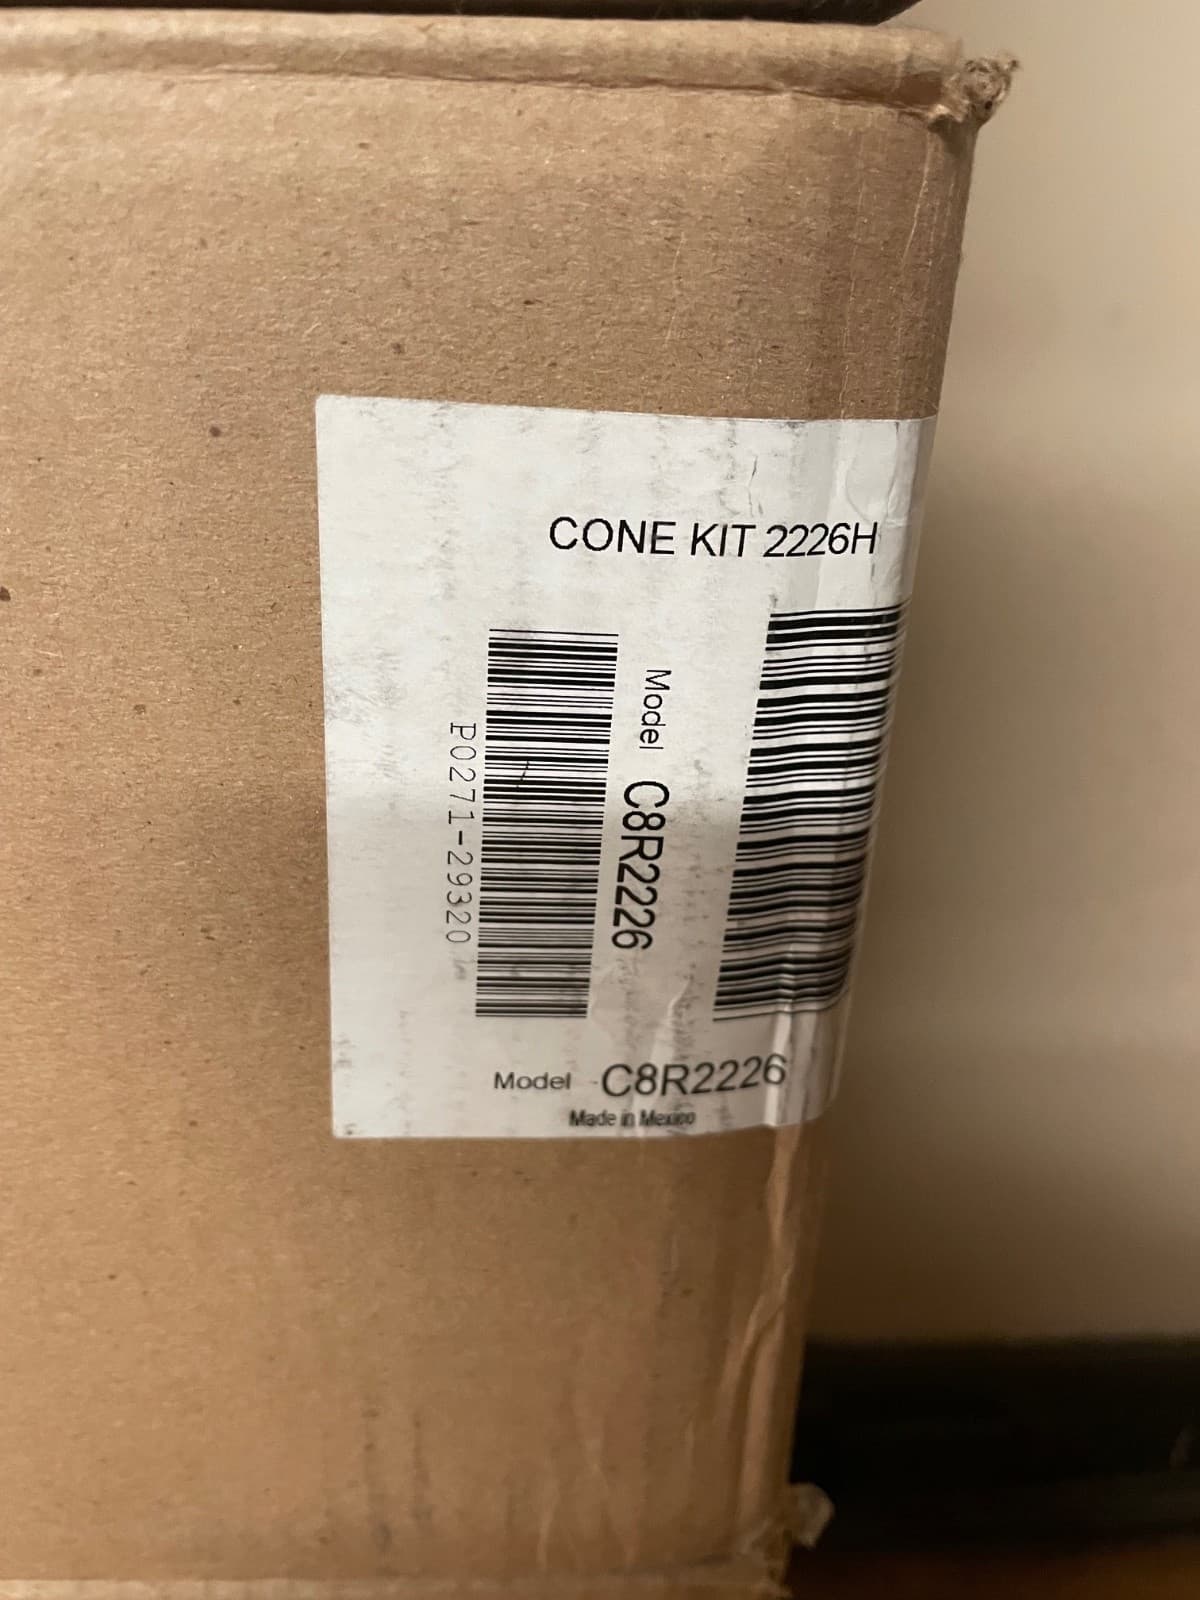 CONE KIT 2226H
Model C8R2226
P0271-29320
Model C8R2226
Made in Mexico